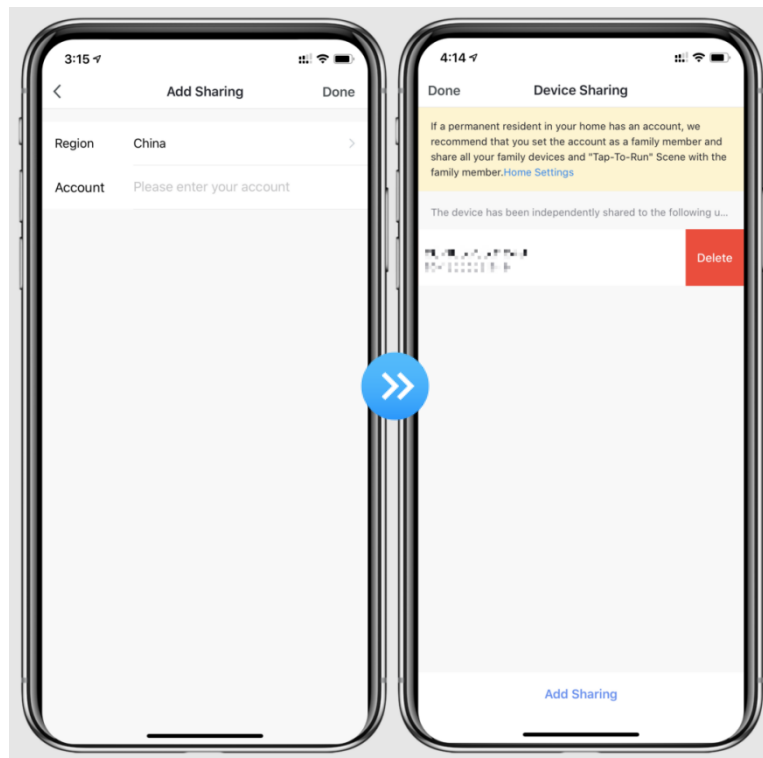 3:15
Add Sharing
Done
Region
China
Account
Please enter your account
4:14
Done
Device Sharing
If a permanent resident in your home has an account, we
recommend that you set the account as a family member and
share all your family devices and "Tap-To-Run" Scene with the
family member.Home Settings
The device has been independently shared to the following u...
Delete
Add Sharing